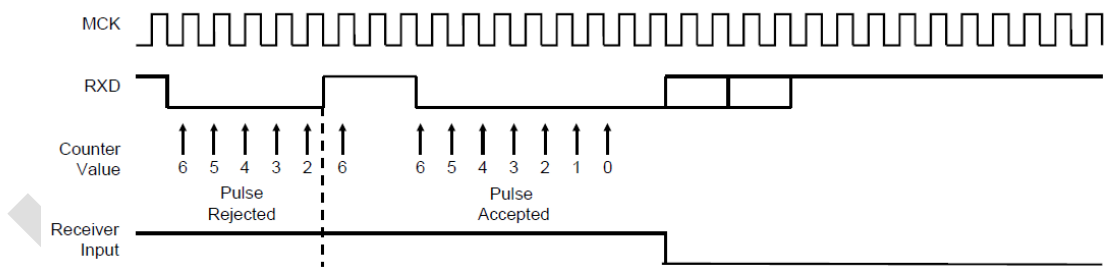 MCK
RXD
Counter
Value
6 5 4 3 2 6 6 5 4 3 2 1 0
Pulse
Rejected
Pulse
Accepted
Receiver
Input